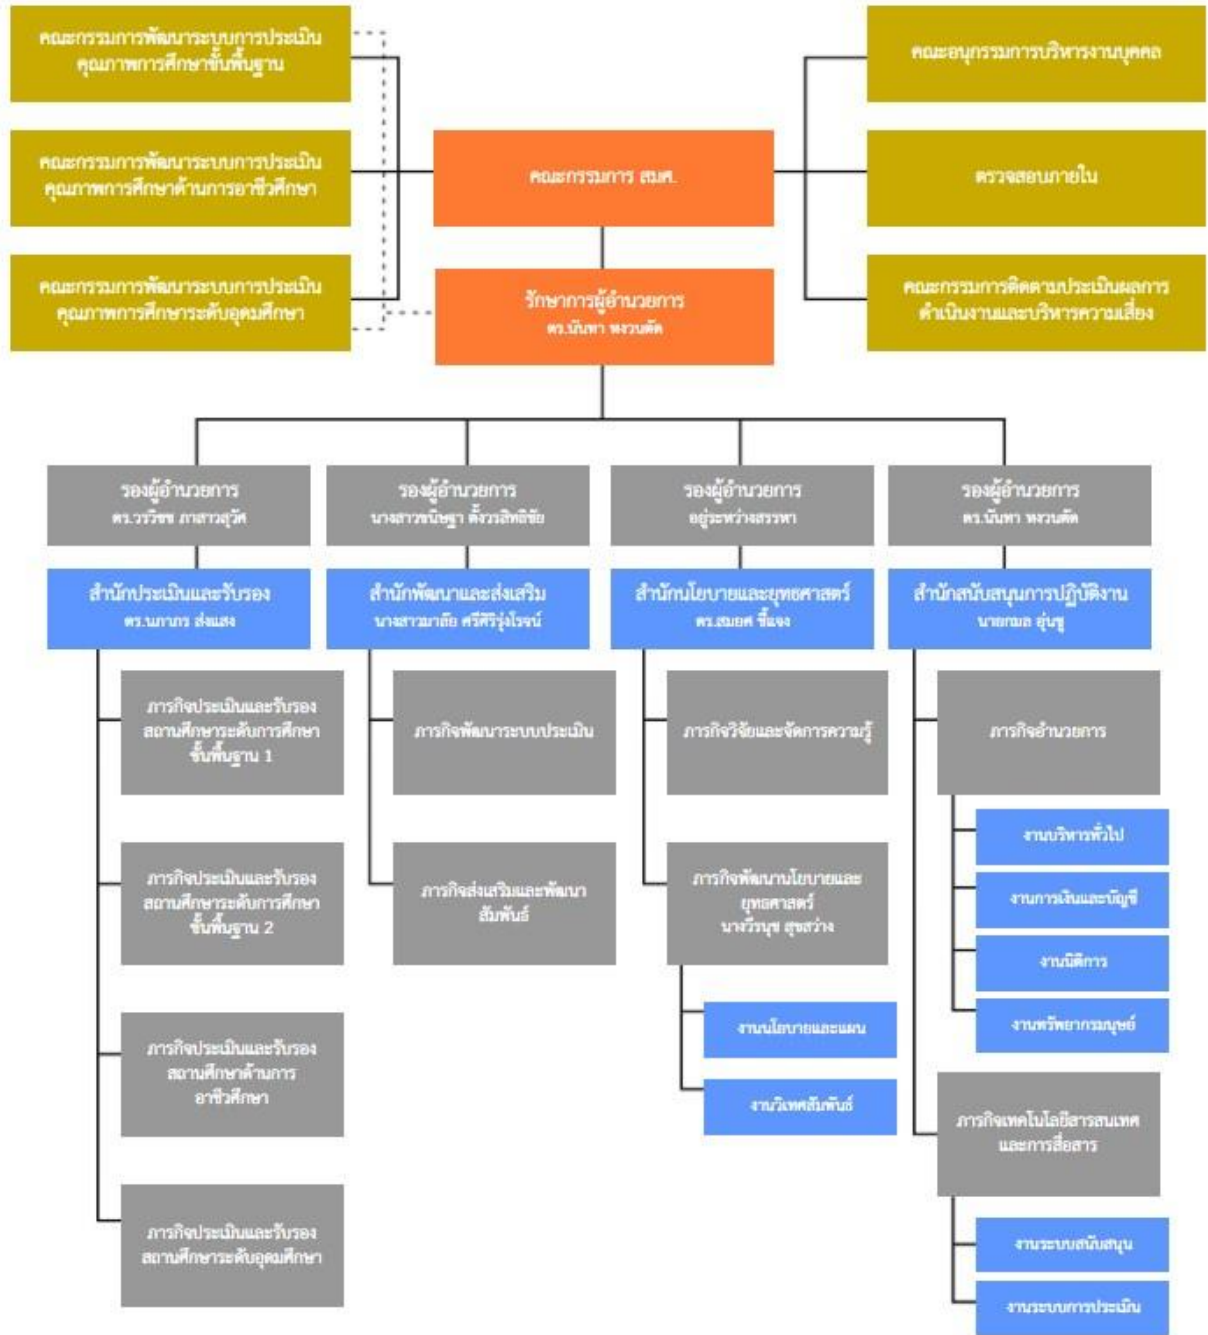 คณะกรรมการพัฒนาระบบการประเมิน
คุณภาพการศึกษาขั้นพื้นฐาน
คณะอนุกรรมการบริหารงานบุคคล
คณะกรรมการพัฒนาระบบการประเมิน
คุณภาพการศึกษาด้านการอาชีวศึกษา
คณะกรรมการ สมศ.
ตรวจสอบภายใน
คณะกรรมการพัฒนาระบบการประเมิน
คุณภาพการศึกษาระดับอุดมศึกษา
รักษาการผู้อำนวยการ
ดร.นันทา หงวนตัด
คณะกรรมการติดตามประเมินผลการ
ดำเนินงานและบริหารความเสี่ยง
รองผู้อำนวยการ
ดร.วรวิชช ภาสาวสุวัศ
รองผู้อำนวยการ
นางสาวขนิษฐา ตั้งวรสิทธิชัย
รองผู้อำนวยการ
อยู่ระหว่างสรรหา
รองผู้อำนวยการ
ดร.นันทา หงวนตัด
สำนักประเมินและรับรอง
ดร.นภาภร ส่งแสง
สำนักพัฒนาและส่งเสริม
นางสาวมาลัย ศรีศิริรุ่งโรจน์
สำนักนโยบายและยุทธศาสตร์
ดร.สมยศ ชี้แจง
สำนักสนับสนุนการปฏิบัติงาน
นายกมล อุ่นชู
ภารกิจประเมินและรับรอง
สถานศึกษาระดับการศึกษา
ขั้นพื้นฐาน 1
ภารกิจพัฒนาระบบประเมิน
ภารกิจวิจัยและจัดการความรู้
ภารกิจอำนวยการ
งานบริหารทั่วไป
งานการเงินและบัญชี
งานนิติการ
งานทรัพยากรมนุษย์
ภารกิจประเมินและรับรอง
สถานศึกษาระดับการศึกษา
ขั้นพื้นฐาน 2
ภารกิจส่งเสริมและพัฒนา
สัมพันธ์
ภารกิจพัฒนานโยบายและ
ยุทธศาสตร์
นางวีรนุช สุขสว่าง
งานนโยบายและแผน
งานวิเทศสัมพันธ์
ภารกิจประเมินและรับรอง
สถานศึกษาด้านการ
อาชีวศึกษา
ภารกิจเทคโนโลยีสารสนเทศ
และการสื่อสาร
ภารกิจประเมินและรับรอง
สถานศึกษาระดับอุดมศึกษา
งานระบบสนับสนุน
งานระบบการประเมิน